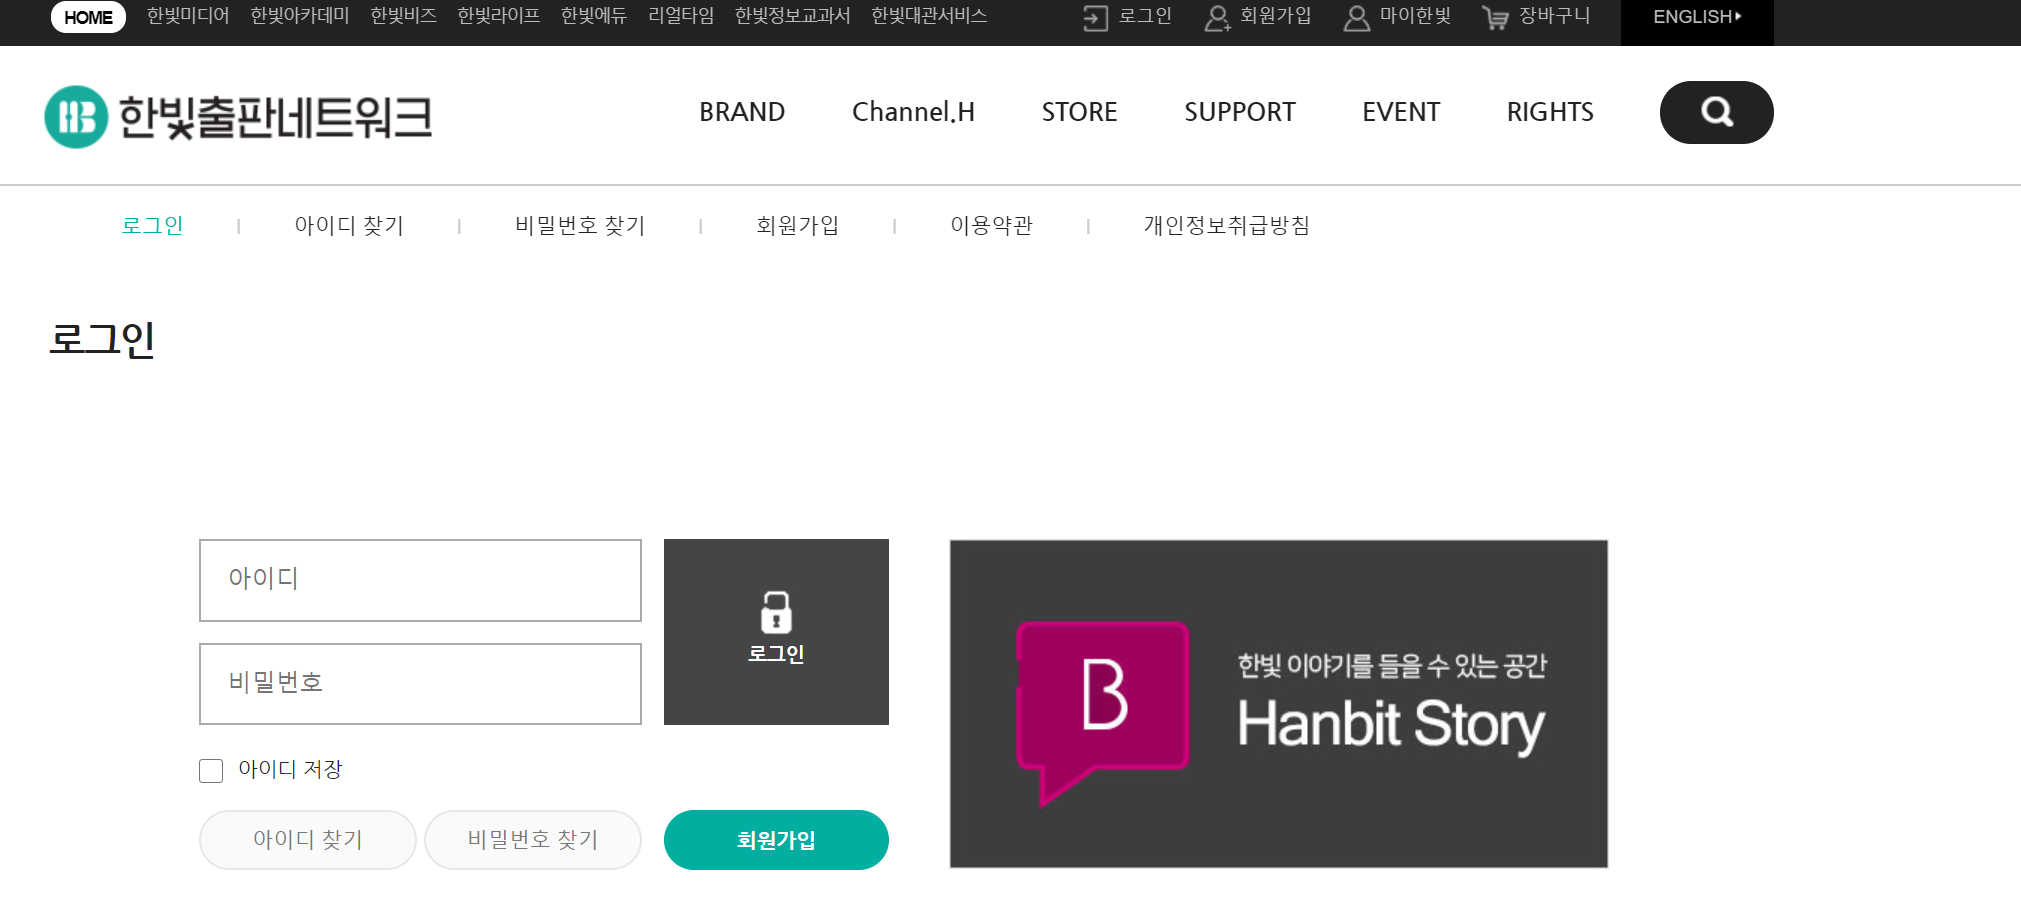 HOME 한빛미디어 한빛아카데미 한빛비즈 한빛라이프 한빛에듀 리얼타임 한빛정보교과서 한빛대관서비스 로그인 회원가입 마이한빛 장바구니 ENGLISH
한빛출판네트워크 BRAND Channel.H STORE SUPPORT EVENT RIGHTS
로그인 아이디 찾기 비밀번호 찾기 회원가입 이용약관 개인정보취급방침
로그인
아이디
비밀번호
로그인
아이디 저장
아이디 찾기 비밀번호 찾기 회원가입
B
한빛 이야기를 들을 수 있는 공간
Hanbit Story